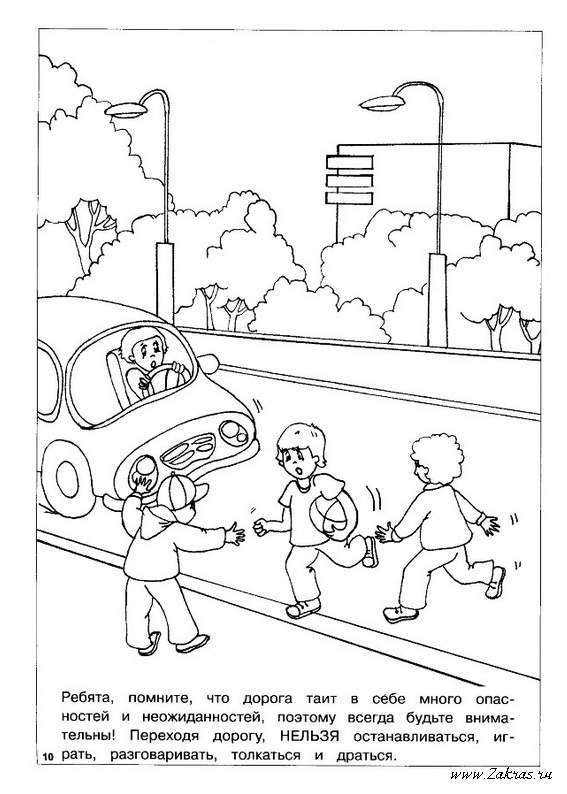 Ребята, помните, что дорога таит в себе много опас-
ностей и неожиданностей, поэтому всегда будьте внима-
тельны! Переходя дорогу, НЕЛЬЗЯ останавливаться, иг-
10 рать, разговаривать, толкаться и драться.
www.Zakras.ru